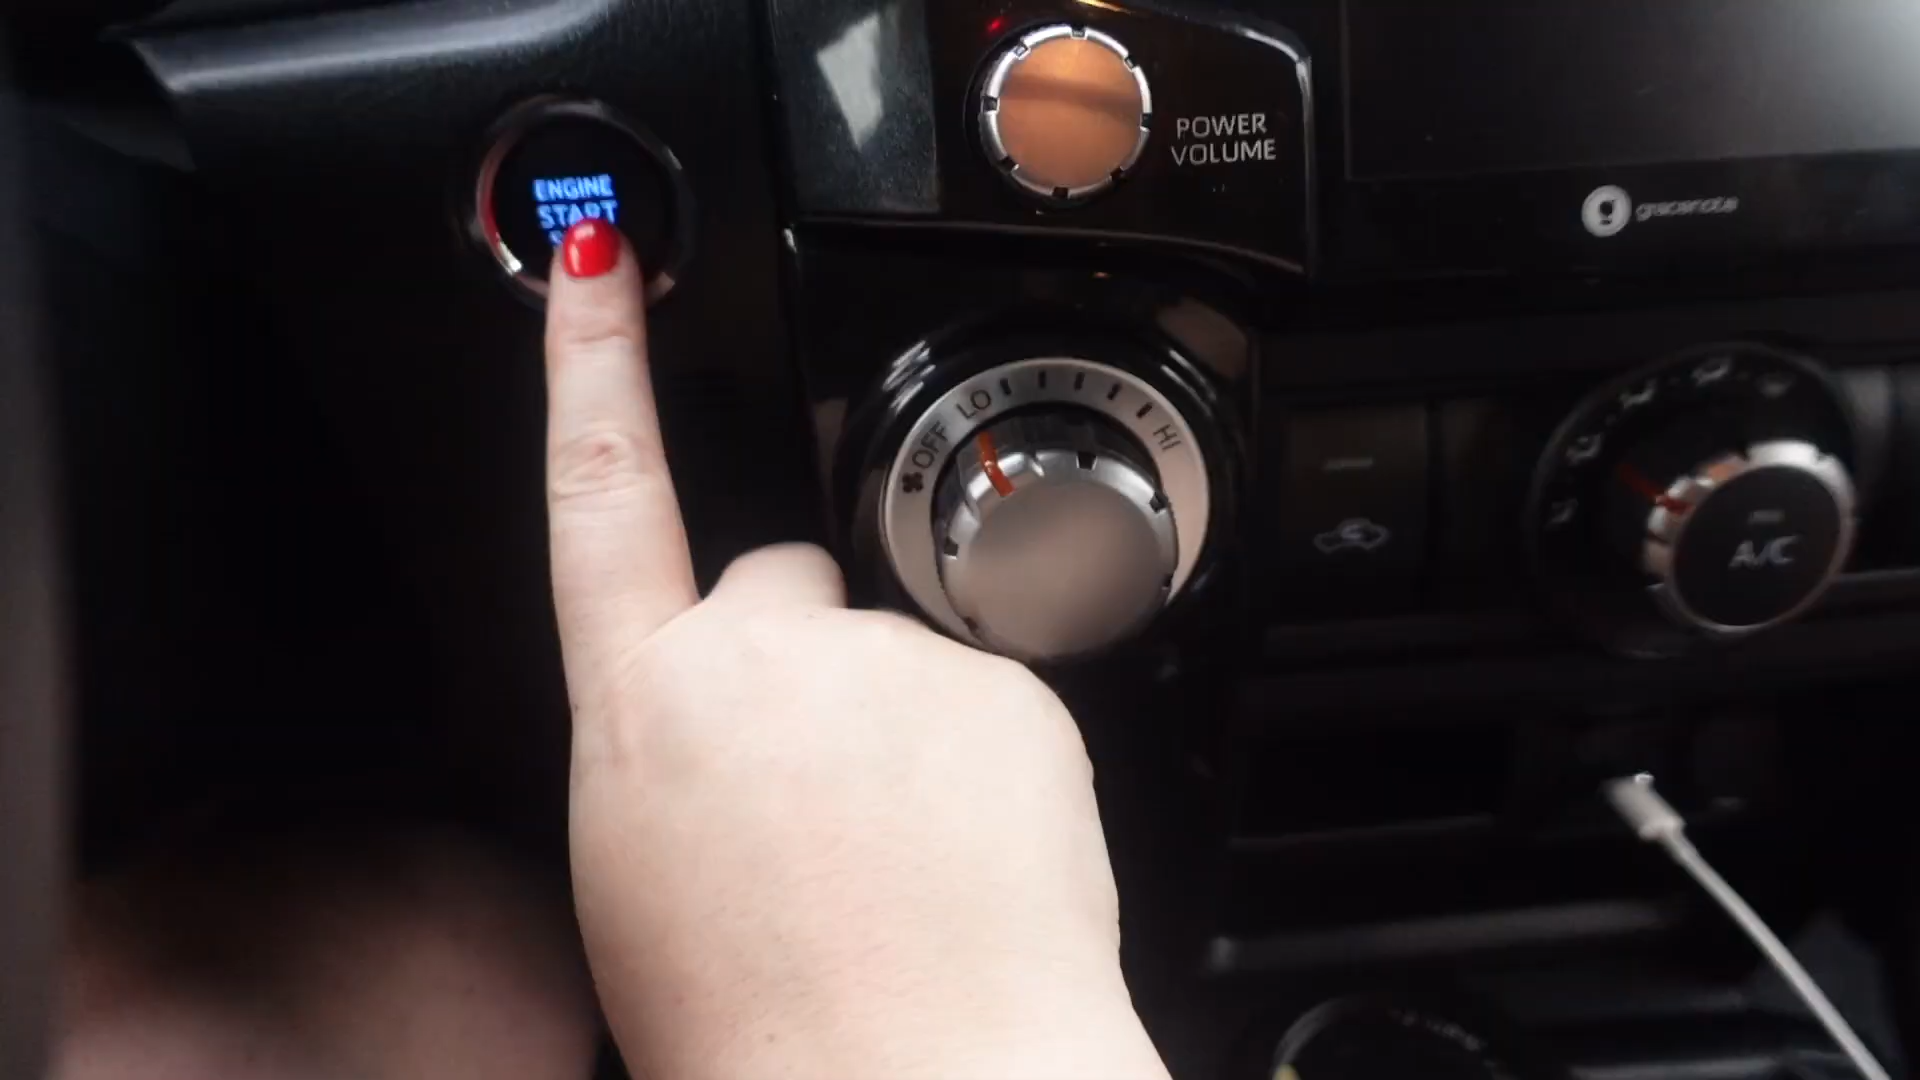 ENGINE
START
POWER
VOLUME
gracenote
OFF
LO
HI
A/C